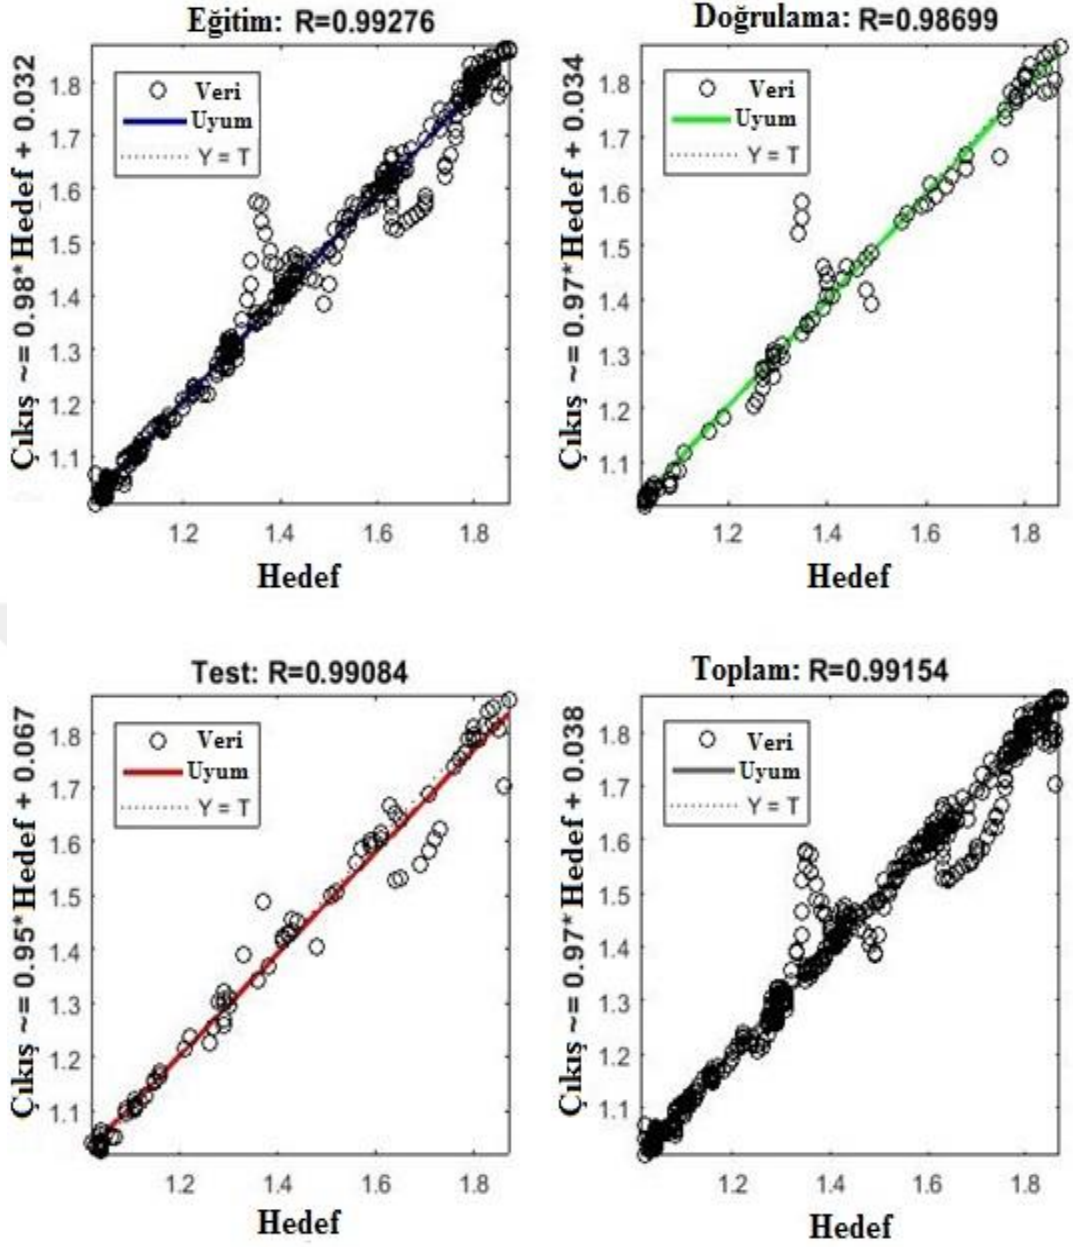 Eğitim: R=0.99276
Çıkış ~= 0.98*Hedef + 0.032
Veri
Uyum
Y = T
1.8
1.7
1.6
1.5
1.4
1.3
1.2
1.1
1.2 1.4 1.6 1.8
Hedef
Doğrulama: R=0.98699
Çıkış ~= 0.97*Hedef + 0.034
Veri
Uyum
Y = T
1.8
1.7
1.6
1.5
1.4
1.3
1.2
1.1
1.2 1.4 1.6 1.8
Hedef
Test: R=0.99084
Çıkış ~= 0.95*Hedef + 0.067
Veri
Uyum
Y = T
1.8
1.7
1.6
1.5
1.4
1.3
1.2
1.1
1.2 1.4 1.6 1.8
Hedef
Toplam: R=0.99154
Çıkış ~= 0.97*Hedef + 0.038
Veri
Uyum
Y = T
1.8
1.7
1.6
1.5
1.4
1.3
1.2
1.1
1.2 1.4 1.6 1.8
Hedef